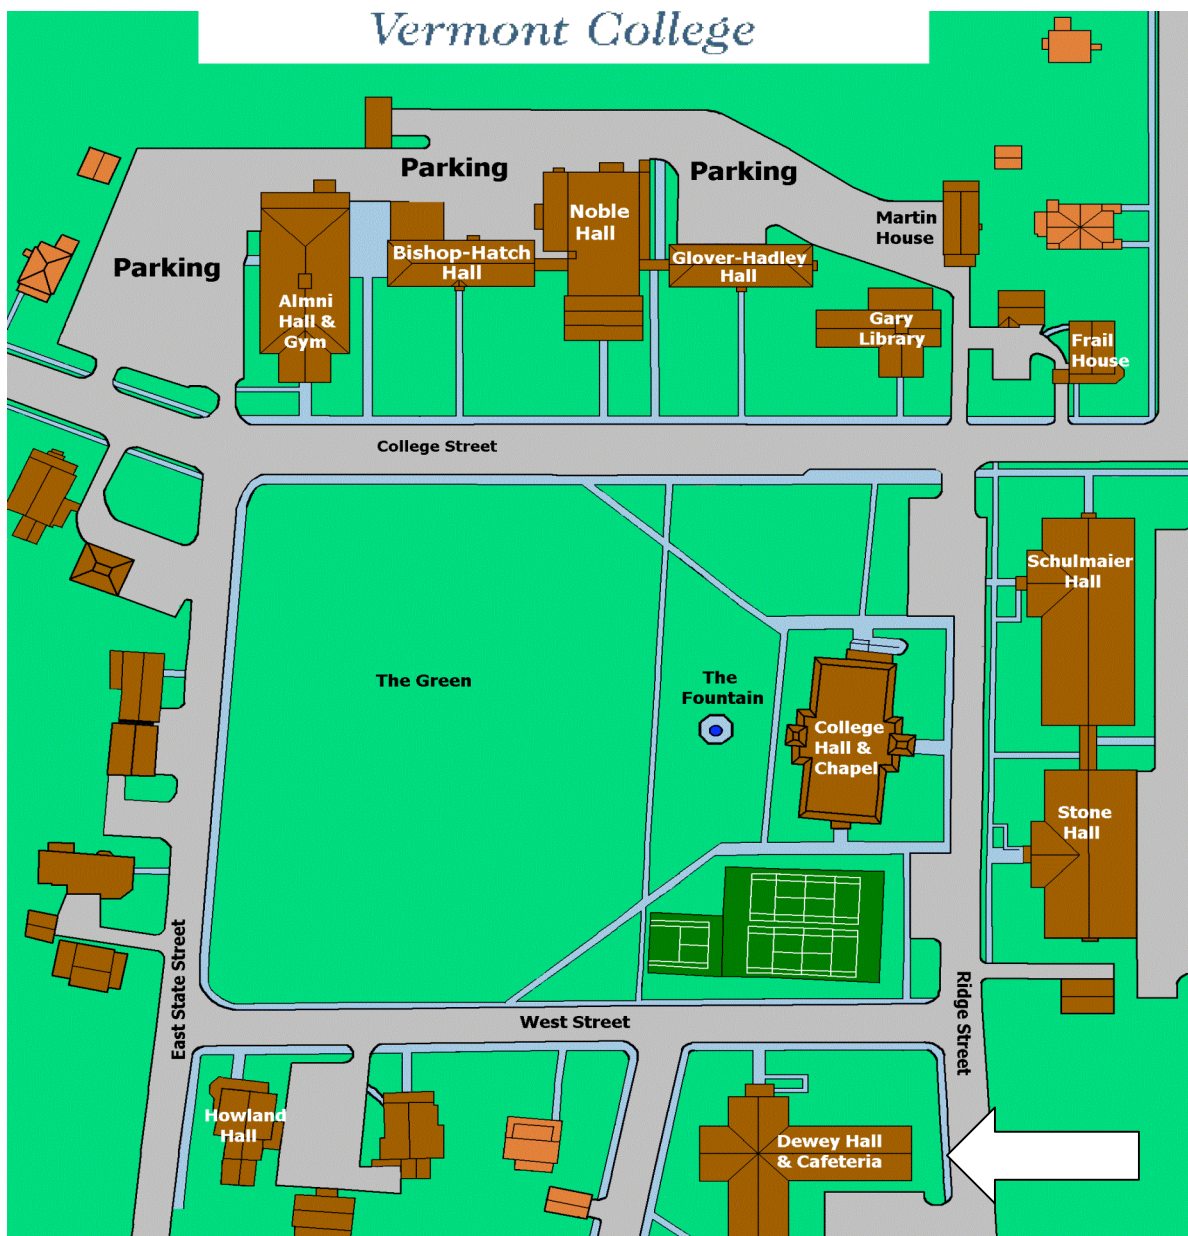 Vermont College
Parking
Parking
Parking
Noble
Hall
Martin
House
Bishop-Hatch
Hall
Glover-Hadley
Hall
Almni
Hall &
Gym
Gary
Library
Frail
House
College Street
Schulmaier
Hall
The Green
The
Fountain
College
Hall &
Chapel
Stone
Hall
East State Street
West Street
Ridge Street
Howland
Hall
Dewey Hall
& Cafeteria